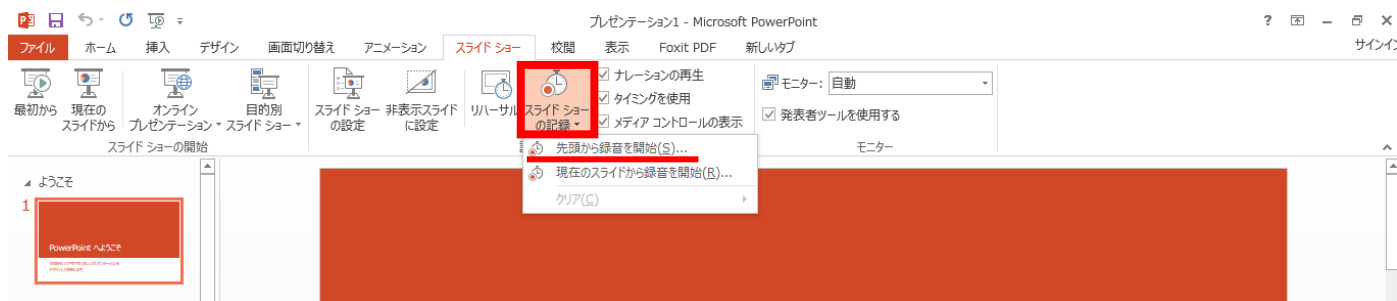 プレゼンテーション1 - Microsoft PowerPoint
ファイル ホーム 挿入 デザイン 画面切り替え アニメーション スライド ショー 校閲 表示 Foxit PDF 新しいタブ サインイン
最初から
現在の
スライドから
オンライン
プレゼンテーション
目的別
スライド ショー
スライド ショーの開始
スライド ショー
の設定
非表示スライド
に設定
リハーサル
スライド ショー
の記録
ナレーションの再生
タイミングを使用
メディア コントロールの表示
モニター: 自動
発表者ツールを使用する
モニター
先頭から録音を開始(S)...
現在のスライドから録音を開始(R)...
クリア(C)
ようこそ
1
PowerPoint へようこそ